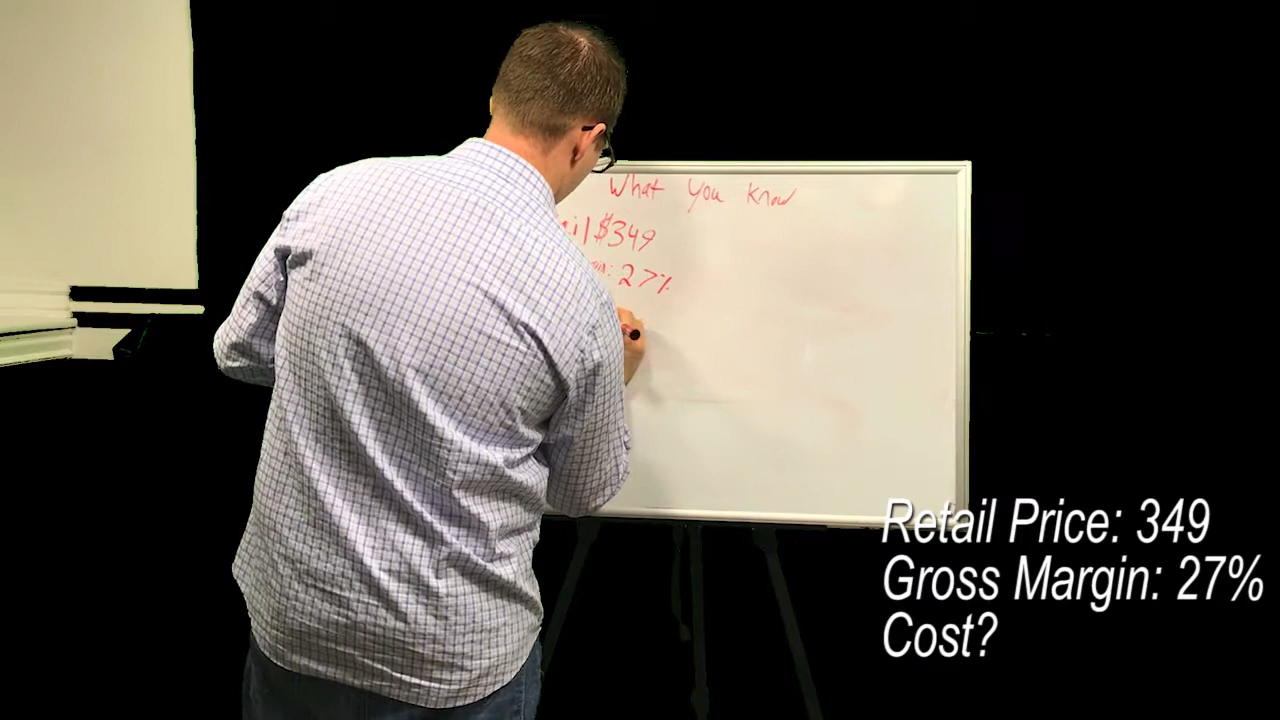 What you know
$349
27%
Retail Price: 349
Gross Margin: 27%
Cost?